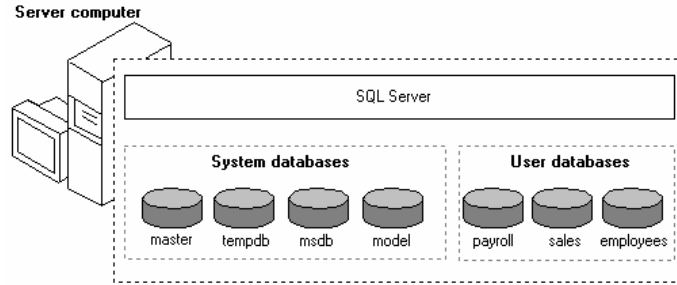 Server computer
SQL Server
System databases
User databases
master tempdb msdb model
payroll sales employees